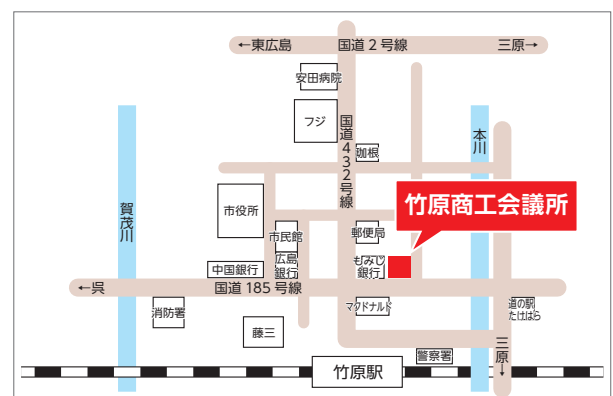 ←東広島 国道2号線 三原→
安田病院
フジ
国道432号線
珈根
本川
賀茂川
市役所
竹原商工会議所
市民館
郵便局
広島
銀行
もみじ
銀行
中国銀行
←呉 国道185号線
消防署
マクドナルド
道の駅
たけはら
藤三
三原→
警察署
竹原駅